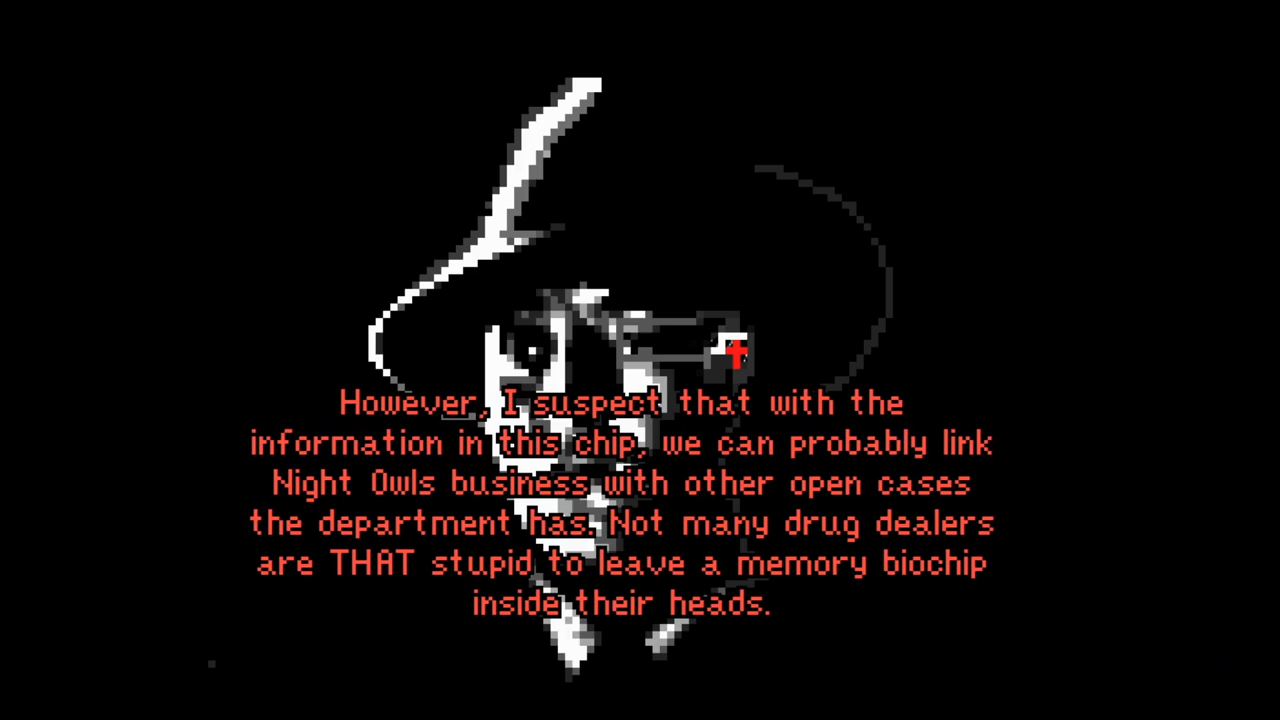 However, I suspect that with the
information in this chip, we can probably link
Night Owls business with other open cases
the department has. Not many drug dealers
are THAT stupid to leave a memory biochip
inside their heads.